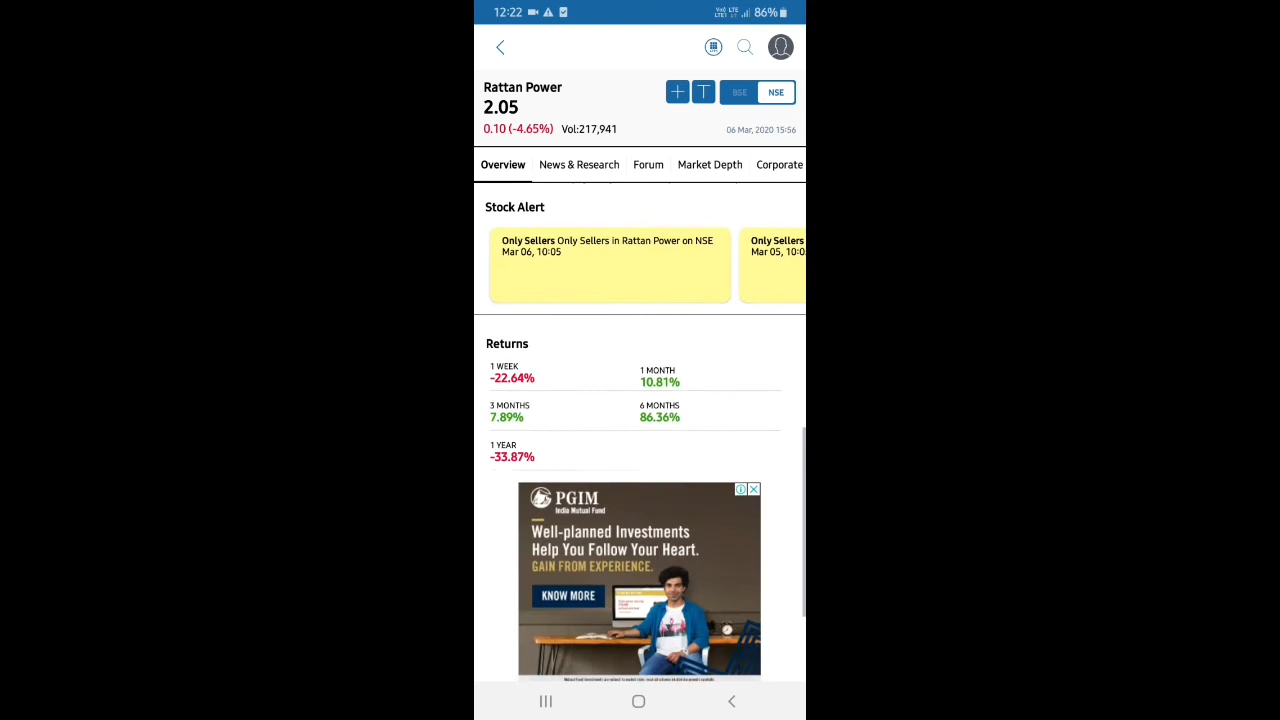 12:22
86%
Rattan Power
BSE
NSE
2.05
0.10 (-4.65%) Vol:217,941
06 Mar, 2020 15:56
Overview
News & Research
Forum
Market Depth
Corporate
Stock Alert
Only Sellers Only Sellers in Rattan Power on NSE
Mar 06, 10:05
Only Sellers
Mar 05, 10:0
Returns
1 WEEK
-22.64%
1 MONTH
10.81%
3 MONTHS
7.89%
6 MONTHS
86.36%
1 YEAR
-33.87%
PGIM
India Mutual Fund
Well-planned Investments
Help You Follow Your Heart.
GAIN FROM EXPERIENCE.
KNOW MORE